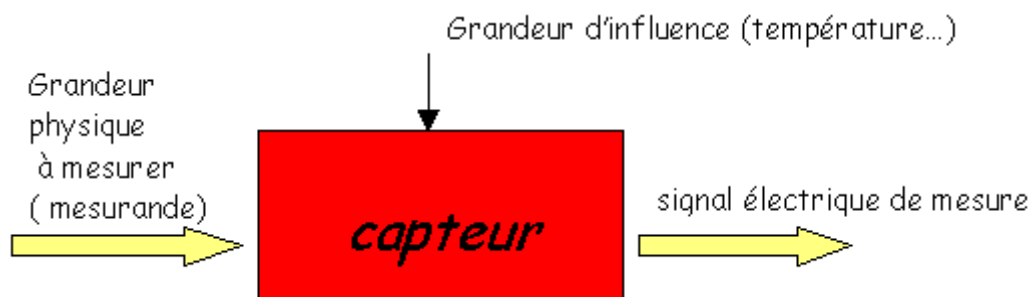 Grandeur d'influence (température...)
Grandeur
physique
à mesurer
( mesurande)
capteur
signal électrique de mesure